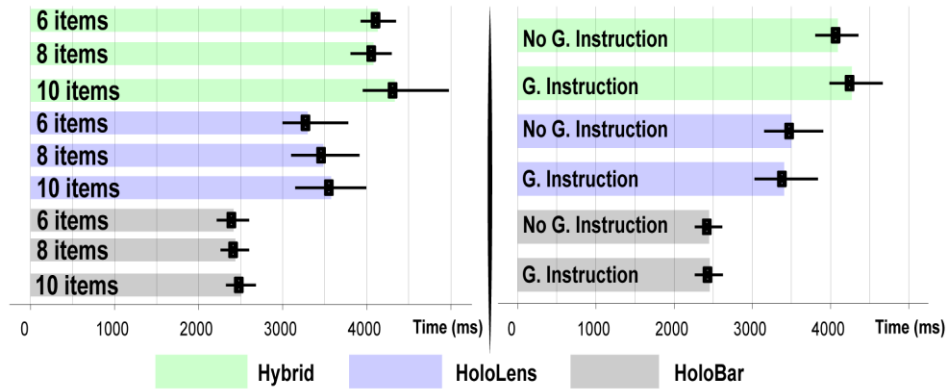 6 items
8 items
10 items
6 items
8 items
10 items
6 items
8 items
10 items
0 1000 2000 3000 4000 Time (ms)
No G. Instruction
G. Instruction
No G. Instruction
G. Instruction
No G. Instruction
G. Instruction
0 1000 2000 3000 4000 Time (ms)
Hybrid HoloLens HoloBar